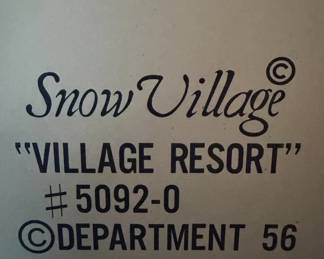 Snow Village©
"VILLAGE RESORT"
#5092-0
©DEPARTMENT 56